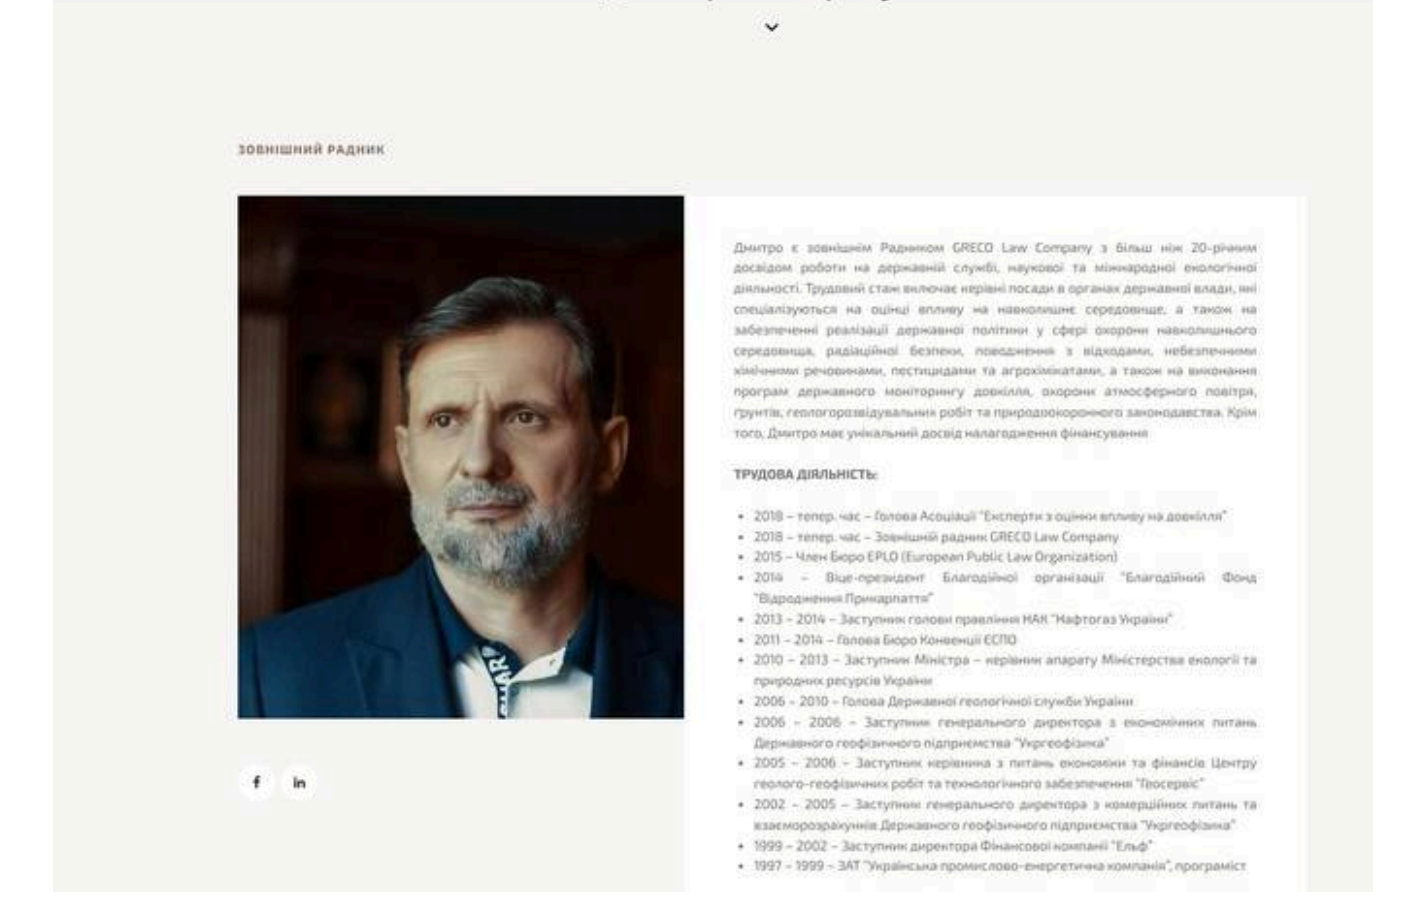 ЗОВНІШНИЙ РАДНИК
Дмитро є зовнішнім Радником GRECO Law Company з більш ніж 20-річним
досвідом роботи на державній службі, наукової та міжнародної екологічної
діяльності. Трудовий стаж включає керівні посади в органах державної влади, які
спеціалізуються на оцінці впливу на навколишнє середовище, а також на
забезпеченні реалізації державної політики у сфері охорони навколишнього
середовища, радіаційної безпеки, поводження з відходами, небезпечними
хімічними речовинами, пестицидами та агрохімікатами, а також на виконання
програм державного моніторингу довкілля, охорони атмосферного повітря,
ґрунтів, геологорозвідувальних робіт та природоохоронного законодавства. Крім
того, Дмитро має унікальний досвід налагодження фінансування
ТРУДОВА ДІЯЛЬНІСТЬ:
• 2018 – тепер. час – Голова Асоціації "Експерти з оцінки впливу на довкілля"
• 2018 – тепер. час – Зовнішній радник GRECO Law Company
• 2015 – Член Бюро EPLO (European Public Law Organization)
• 2014 – Віце-президент Благодійної організації "Благодійний Фонд
"Відродження Прикарпаття"
• 2013 – 2014 – Заступник голови правління НАК "Нафтогаз України"
• 2011 – 2014 – Голова Бюро Конвенції ЄСПО
• 2010 – 2013 – Заступник Міністра – керівник апарату Міністерства екології та
природних ресурсів України
• 2006 – 2010 – Голова Державної геологічної служби України
• 2006 – 2006 – Заступник генерального директора з економічних питань
Державного геофізичного підприємства "Укргеофізика"
• 2005 – 2006 – Заступник керівника з питань економіки та фінансів Центру
геолого-геофізичних робіт та технологічного забезпечення "Геосервіс"
• 2002 – 2005 – Заступник генерального директора з комерційних питань та
взаєморозрахунків Державного геофізичного підприємства "Укргеофізика"
• 1999 – 2002 – Заступник директора Фінансової компанії "Ельф"
• 1997 – 1999 – ЗАТ "Українська промислово-енергетична компанія", програміст
f in